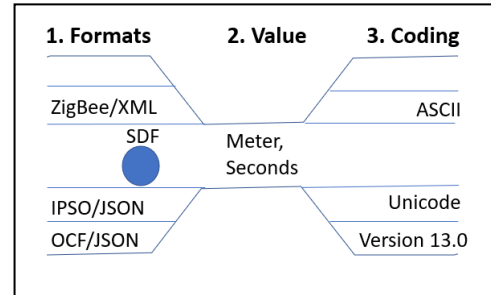 1. Formats 2. Value 3. Coding
ZigBee/XML ASCII
SDF
Meter,
Seconds
IPSO/JSON Unicode
OCF/JSON Version 13.0